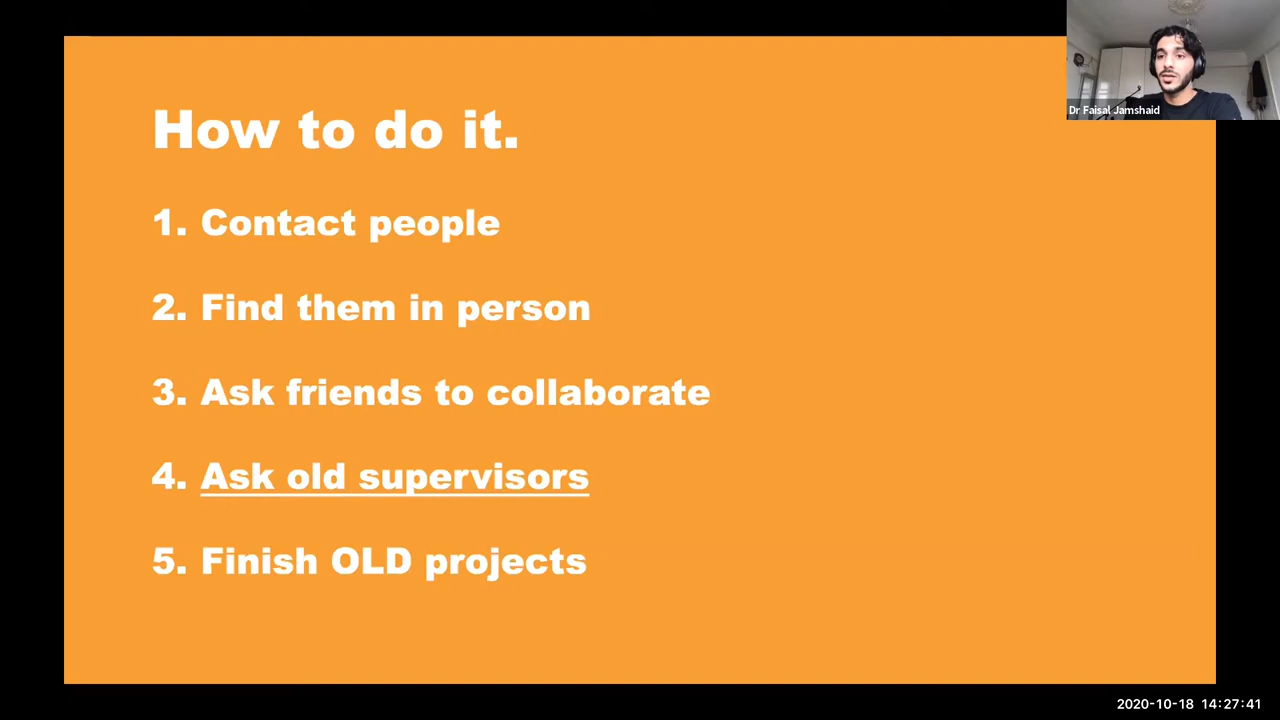 How to do it.
1. Contact people
2. Find them in person
3. Ask friends to collaborate
4. Ask old supervisors
5. Finish OLD projects
Dr Faisal Jamshaid
2020-10-18 14:27:41